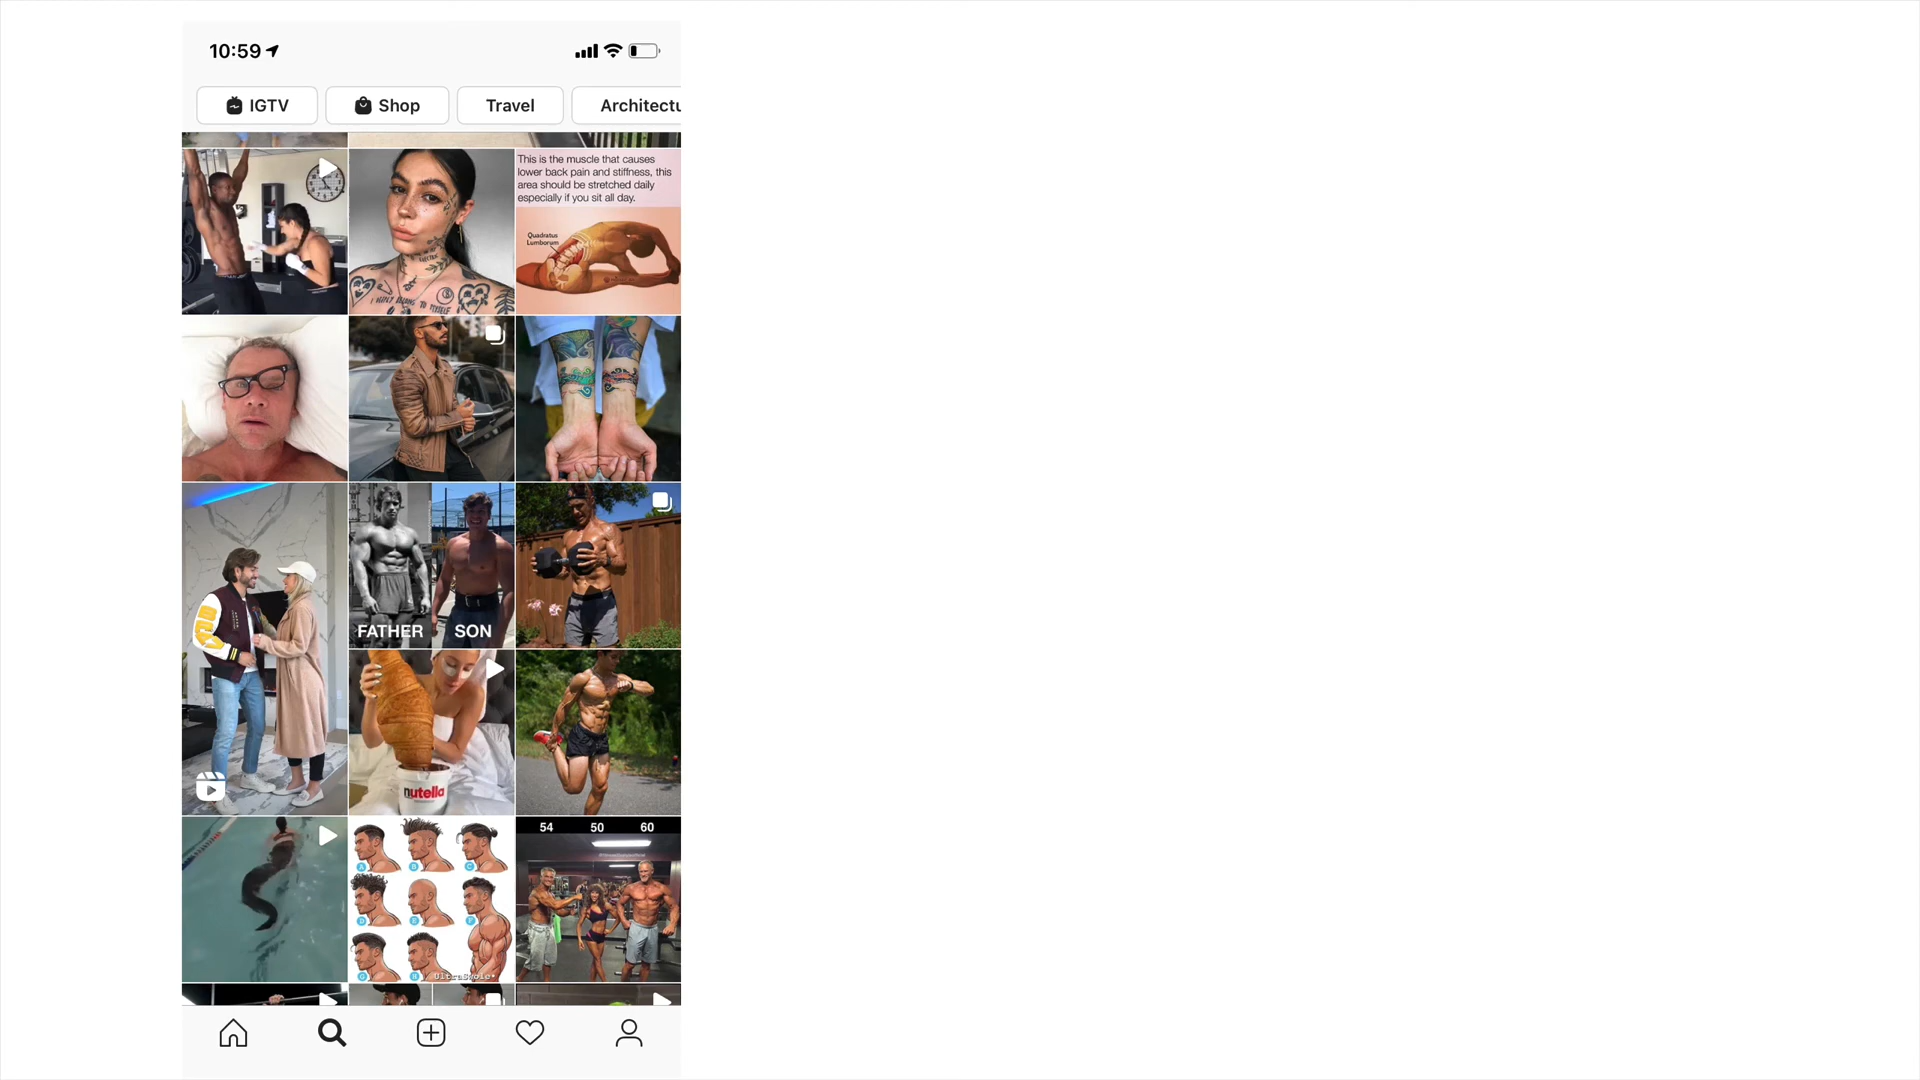 10:59
IGTV
Shop
Travel
Architectu
This is the muscle that causes
lower back pain and stiffness, this
area should be stretched daily
especially if you sit all day.
Quadratus
Lumborum
FATHER
SON
nutella
54
50
60
A
B
C
D
E
F
G
H
UltraSwole